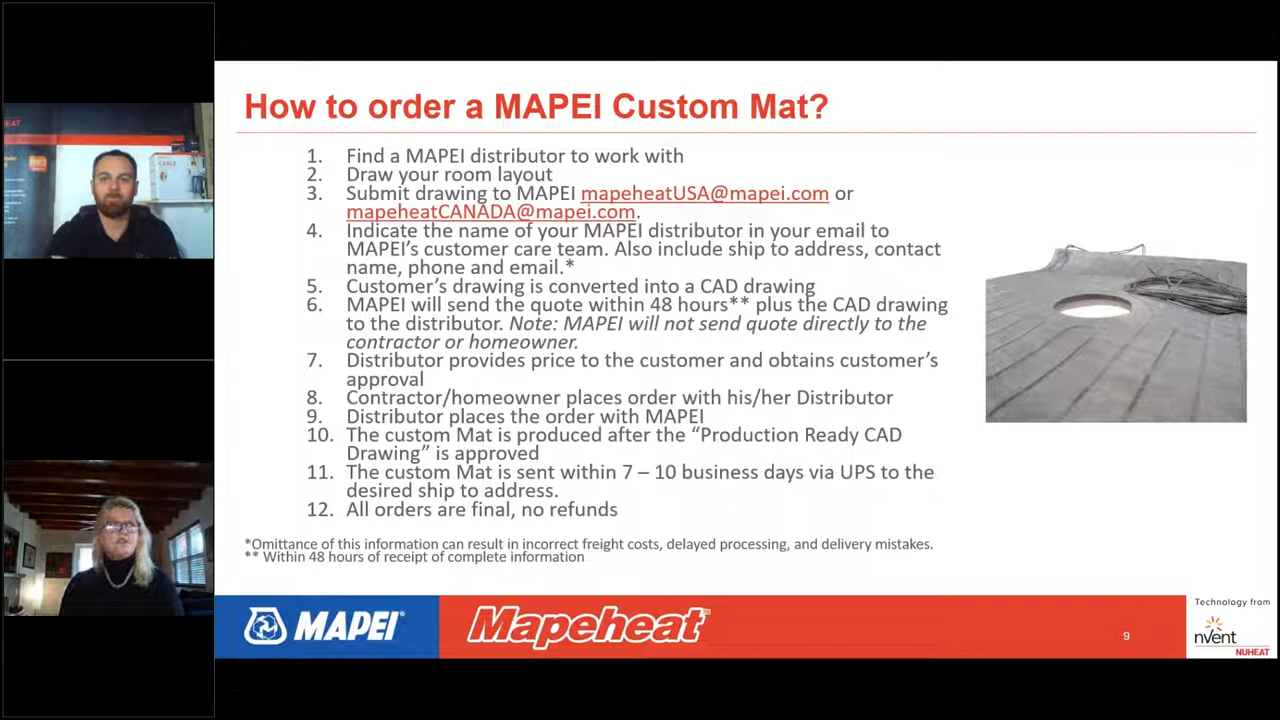 How to order a MAPEI Custom Mat?
1. Find a MAPEI distributor to work with
2. Draw your room layout
3. Submit drawing to MAPEI mapeheatUSA@mapei.com or
mapeheatCANADA@mapei.com.
4. Indicate the name of your MAPEI distributor in your email to
MAPEI’s customer care team. Also include ship to address, contact
name, phone and email.*
5. Customer’s drawing is converted into a CAD drawing
6. MAPEI will send the quote within 48 hours** plus the CAD drawing
to the distributor. Note: MAPEI will not send quote directly to the
contractor or homeowner.
7. Distributor provides price to the customer and obtains customer’s
approval
8. Contractor/homeowner places order with his/her Distributor
9. Distributor places the order with MAPEI
10. The custom Mat is produced after the “Production Ready CAD
Drawing” is approved
11. The custom Mat is sent within 7 – 10 business days via UPS to the
desired ship to address.
12. All orders are final, no refunds
*Omittance of this information can result in incorrect freight costs, delayed processing, and delivery mistakes.
** Within 48 hours of receipt of complete information
MAPEI®
Mapeheat™
9
Technology from
nvent
NUHEAT